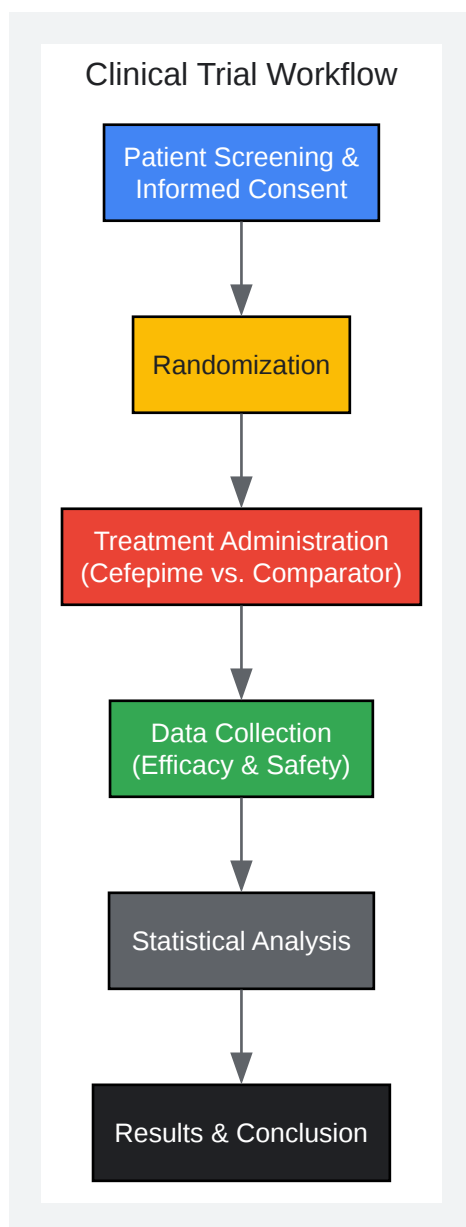 Clinical Trial Workflow
Patient Screening &
Informed Consent
Randomization
Treatment Administration
(Cefepime vs. Comparator)
Data Collection
(Efficacy & Safety)
Statistical Analysis
Results & Conclusion